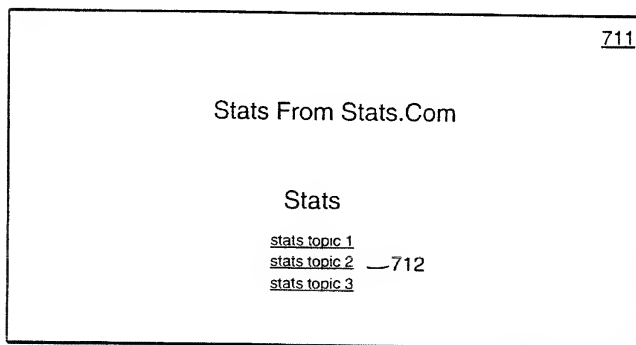 711
Stats From Stats.Com
Stats
stats topic 1
stats topic 2 —712
stats topic 3